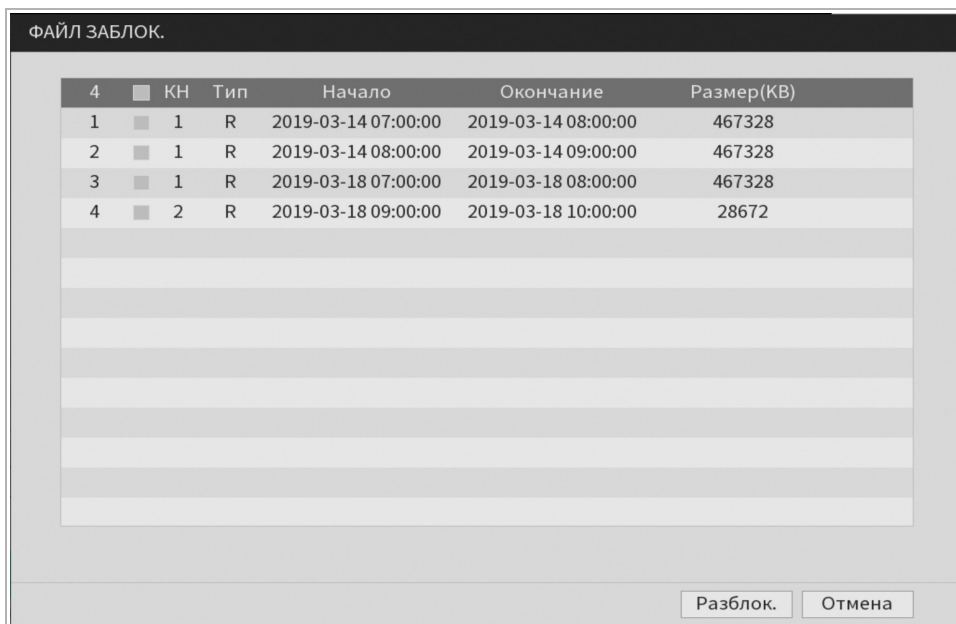 ФАЙЛ ЗАБЛОК.
4 КН Тип Начало Окончание Размер(KB)
1 1 R 2019-03-14 07:00:00 2019-03-14 08:00:00 467328
2 1 R 2019-03-14 08:00:00 2019-03-14 09:00:00 467328
3 1 R 2019-03-18 07:00:00 2019-03-18 08:00:00 467328
4 2 R 2019-03-18 09:00:00 2019-03-18 10:00:00 28672
Разблок. Отмена